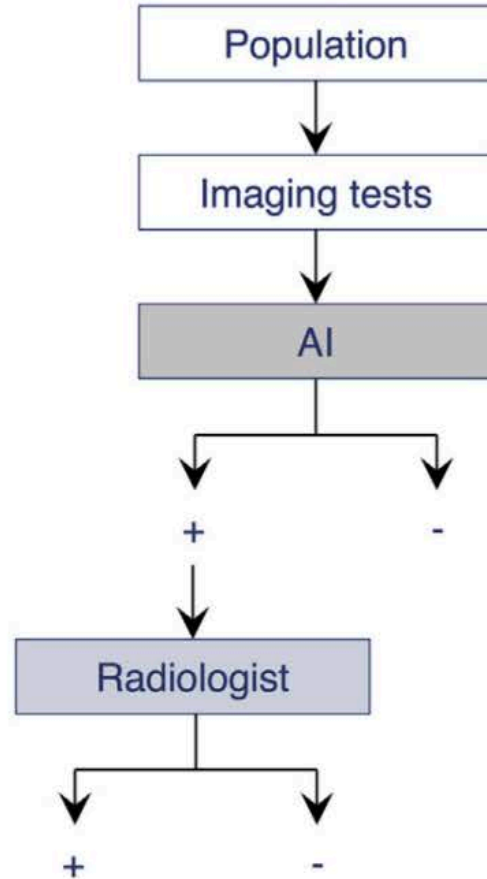 Population
Imaging tests
AI
+
-
Radiologist
+
-